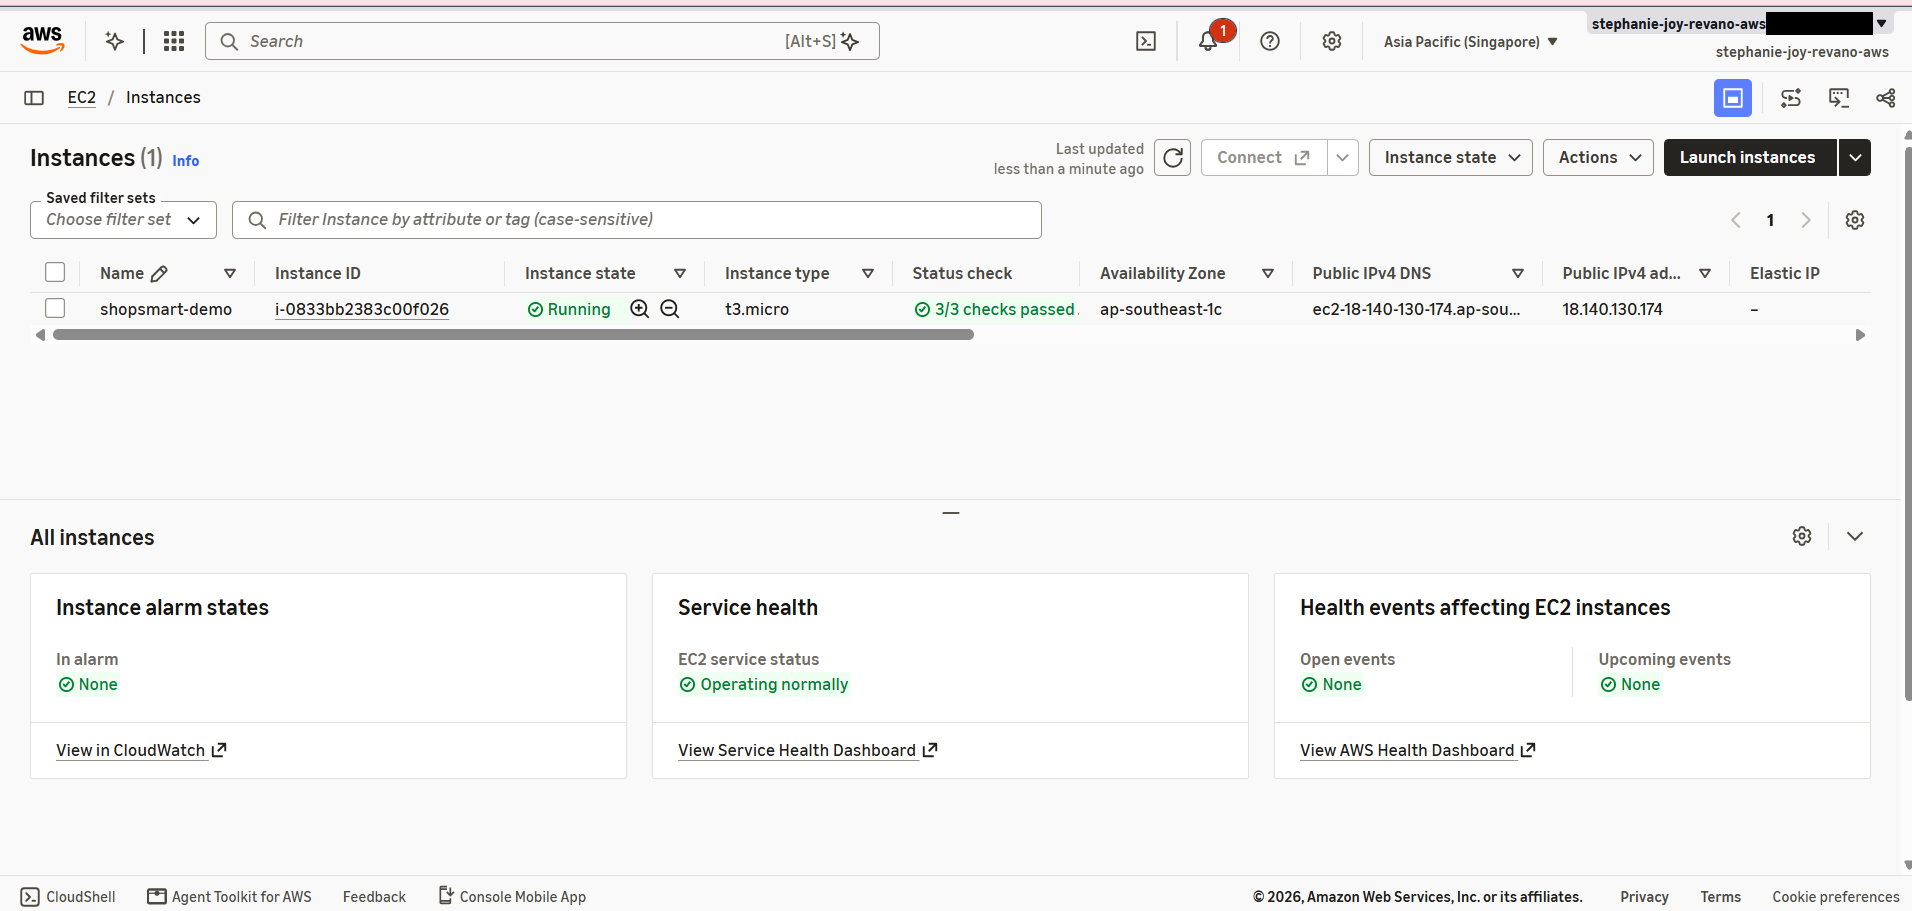 aws
Search [Alt+S]
1
Asia Pacific (Singapore)
stephanie-joy-revano-aws
stephanie-joy-revano-aws
EC2 / Instances
Instances (1) Info
Last updated
less than a minute ago
Connect
Instance state
Actions
Launch instances
Saved filter sets
Choose filter set
Filter Instance by attribute or tag (case-sensitive)
1
Name Instance ID Instance state Instance type Status check Availability Zone Public IPv4 DNS Public IPv4 ad... Elastic IP
shopsmart-demo i-0833bb2383c00f026 Running t3.micro 3/3 checks passed ap-southeast-1c ec2-18-140-130-174.ap-sou... 18.140.130.174 –
All instances
Instance alarm states
In alarm
None
View in CloudWatch
Service health
EC2 service status
Operating normally
View Service Health Dashboard
Health events affecting EC2 instances
Open events
None
Upcoming events
None
View AWS Health Dashboard
CloudShell Agent Toolkit for AWS Feedback Console Mobile App © 2026, Amazon Web Services, Inc. or its affiliates. Privacy Terms Cookie preferences